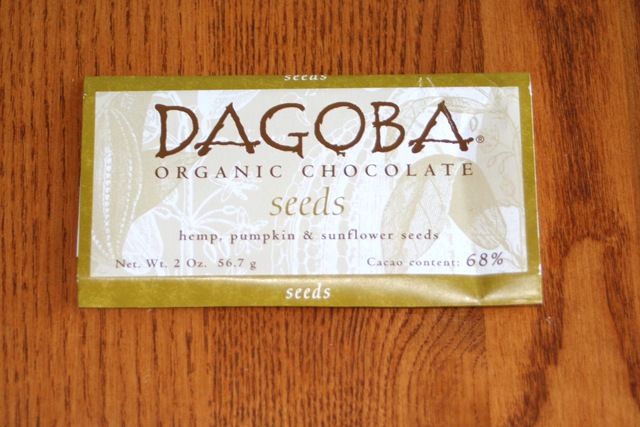 seeds
DAGOBA®
ORGANIC CHOCOLATE
seeds
hemp, pumpkin & sunflower seeds
Net. Wt. 2 Oz. 56.7 g Cacao content: 68%
seeds